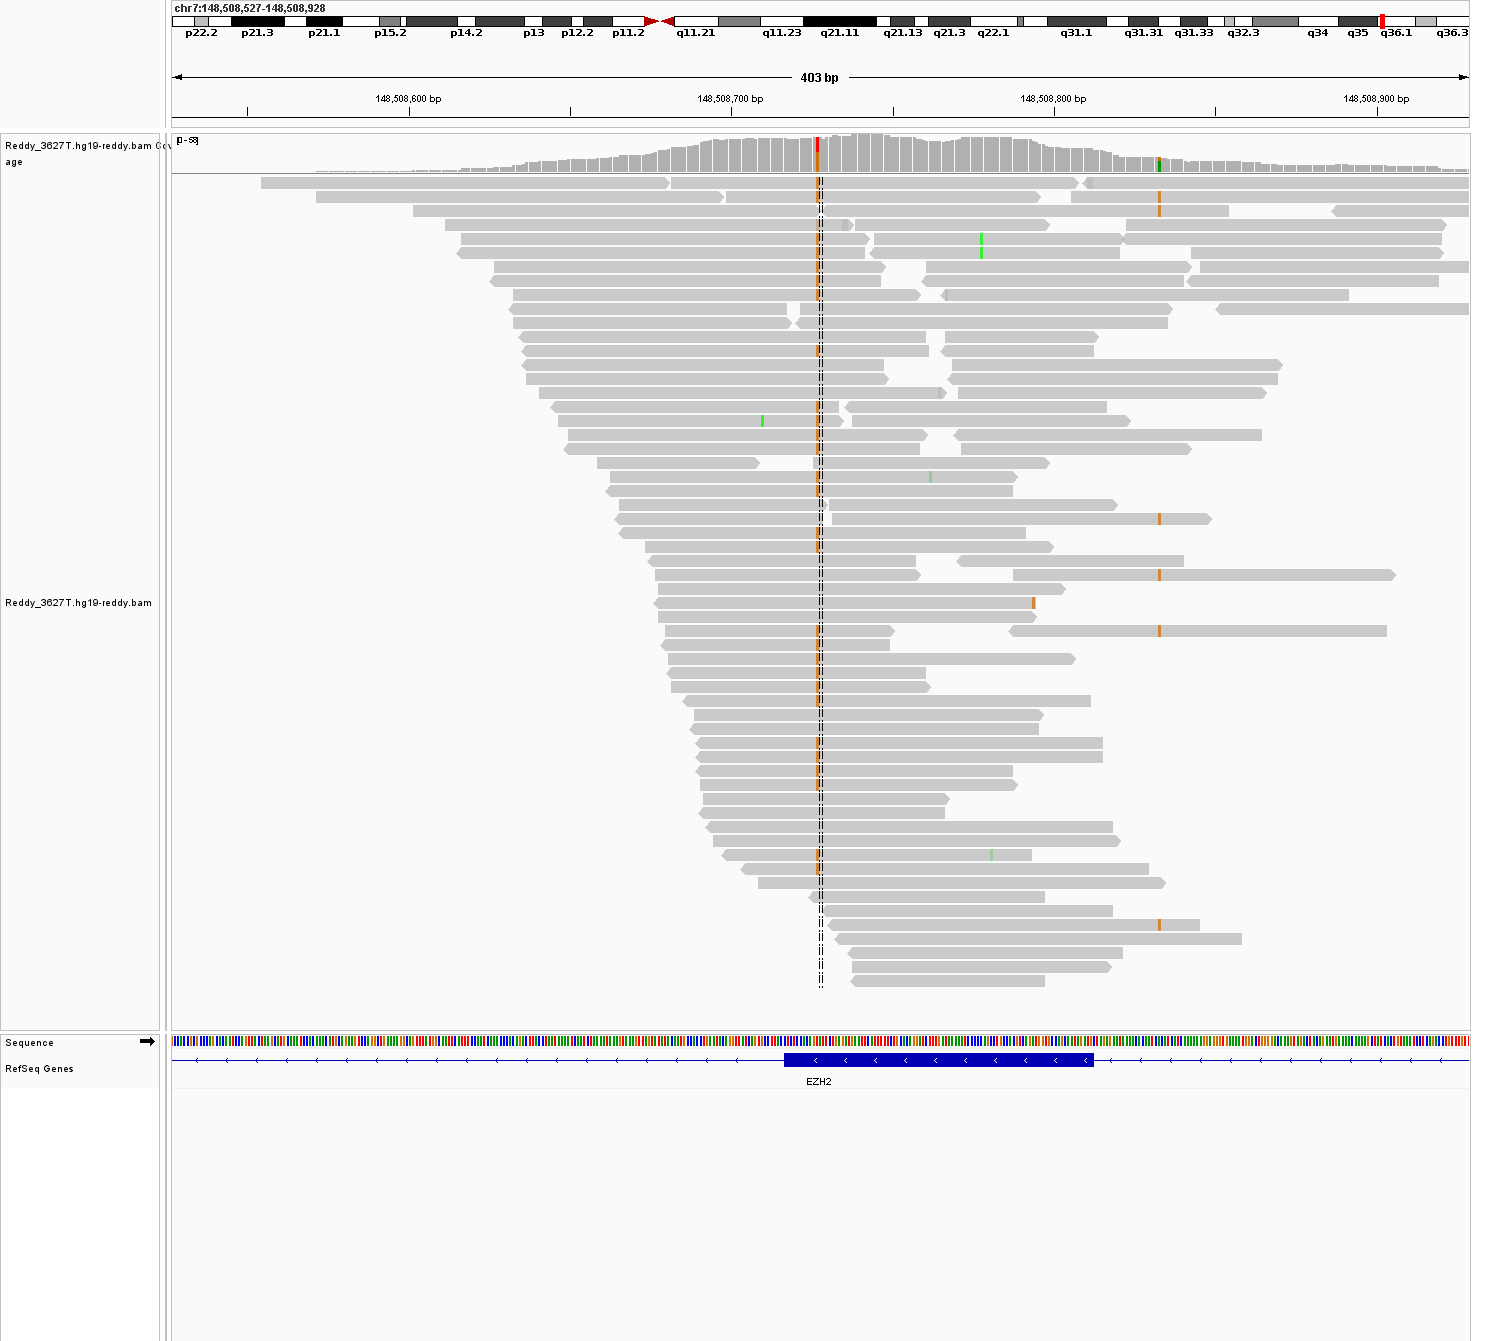 chr7:148,508,527-148,508,928
p22.2 p21.3 p21.1 p15.2 p14.2 p13 p12.2 p11.2 q11.21 q11.23 q21.11 q21.13 q21.3 q22.1 q31.1 q31.31 q31.33 q32.3 q34 q35 q36.1 q36.3
403 bp
148,508,600 bp 148,508,700 bp 148,508,800 bp 148,508,900 bp
Reddy_3627T.hg19-reddy.bam Cov
age
Reddy_3627T.hg19-reddy.bam
Sequence
RefSeq Genes
EZH2